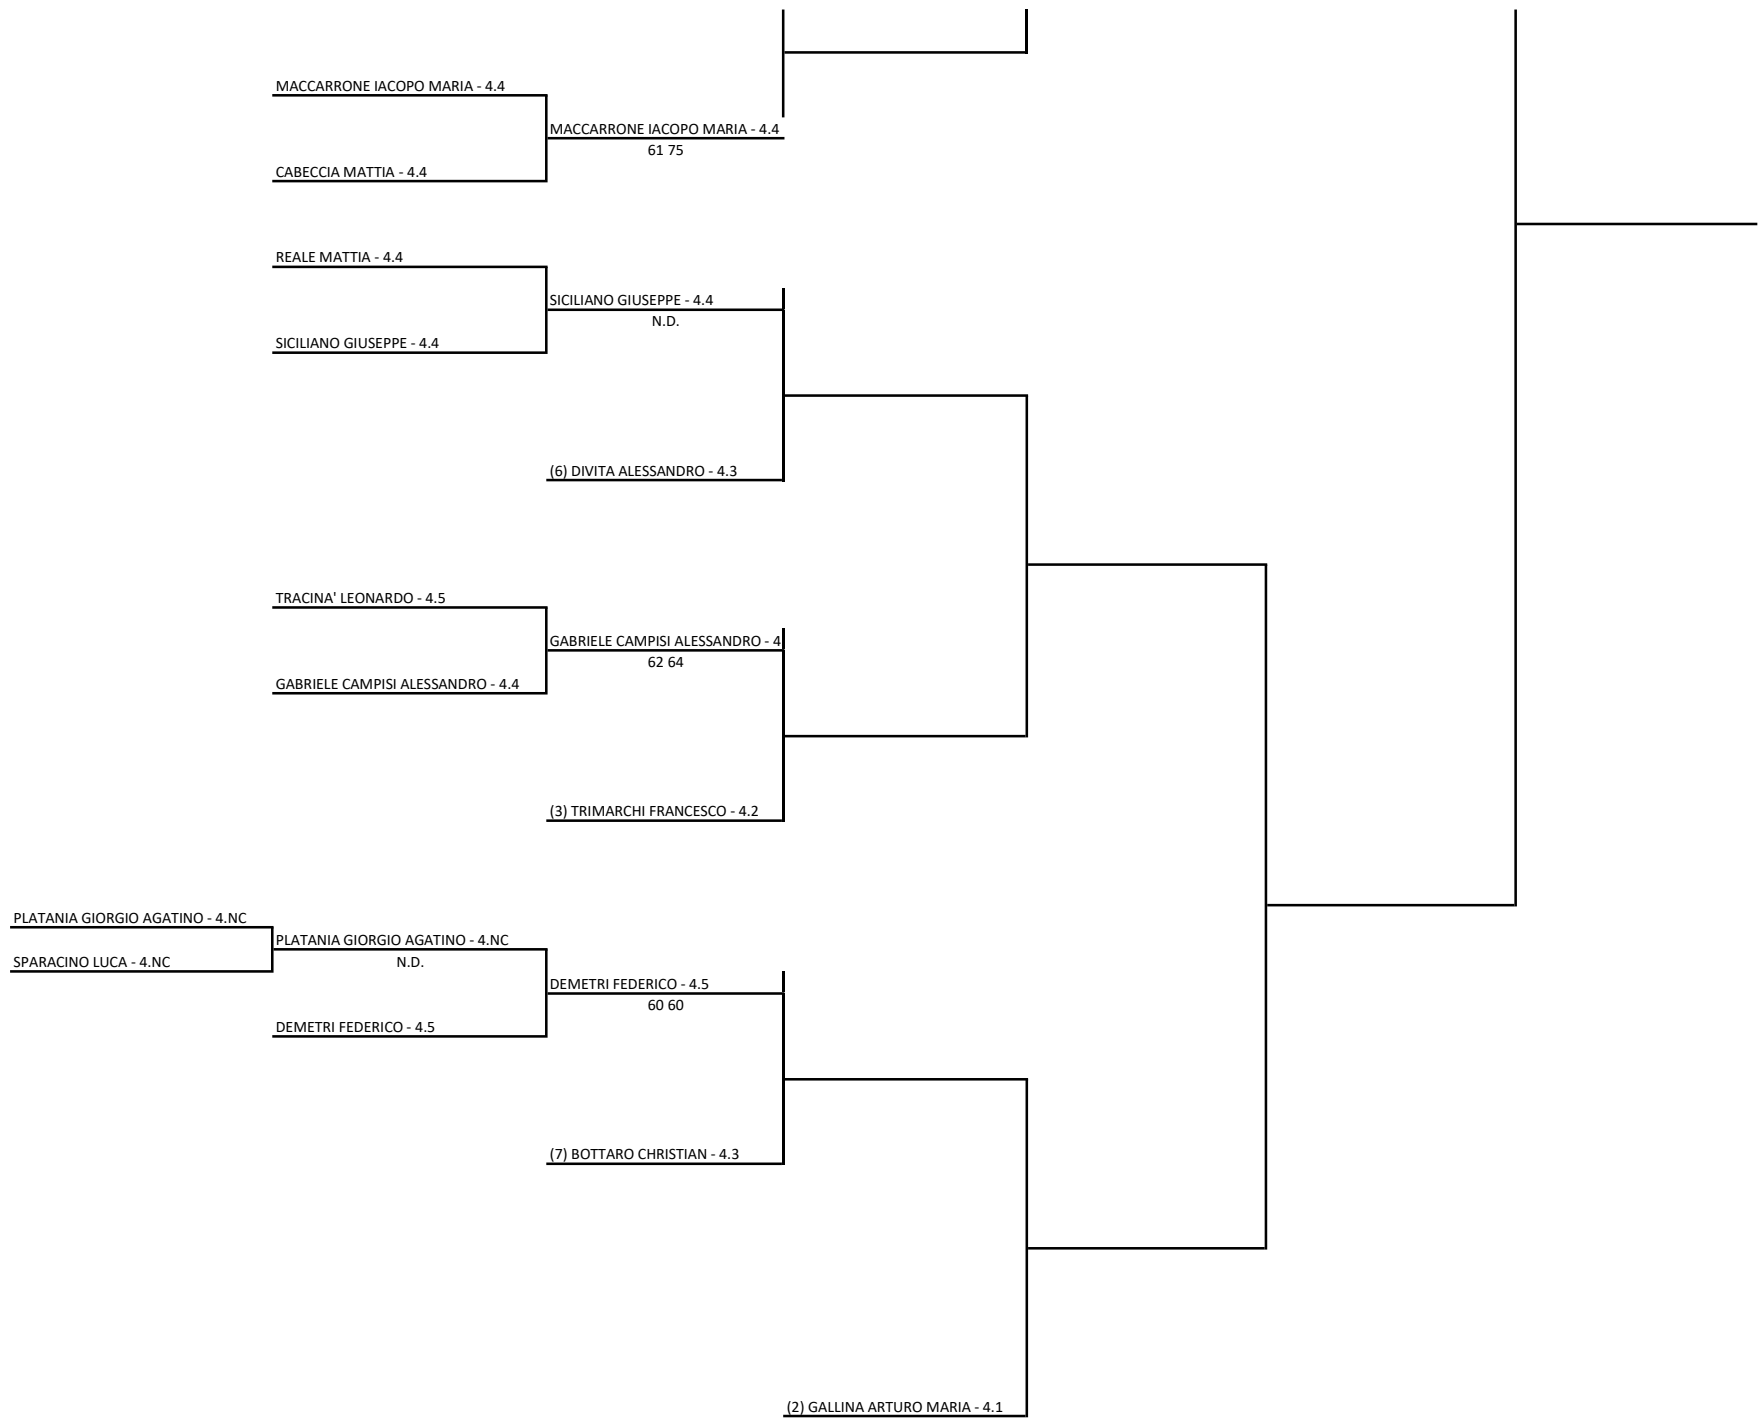 MACCARRONE IACOPO MARIA - 4.4
MACCARRONE IACOPO MARIA - 4.4
61 75
CABECCIA MATTIA - 4.4
REALE MATTIA - 4.4
SICILIANO GIUSEPPE - 4.4
N.D.
SICILIANO GIUSEPPE - 4.4
(6) DIVITA ALESSANDRO - 4.3
TRACINA' LEONARDO - 4.5
GABRIELE CAMPISI ALESSANDRO - 4
62 64
GABRIELE CAMPISI ALESSANDRO - 4.4
(3) TRIMARCHI FRANCESCO - 4.2
PLATANIA GIORGIO AGATINO - 4.NC
PLATANIA GIORGIO AGATINO - 4.NC
SPARACINO LUCA - 4.NC
N.D.
DEMETRI FEDERICO - 4.5
60 60
DEMETRI FEDERICO - 4.5
(7) BOTTARO CHRISTIAN - 4.3
(2) GALLINA ARTURO MARIA - 4.1